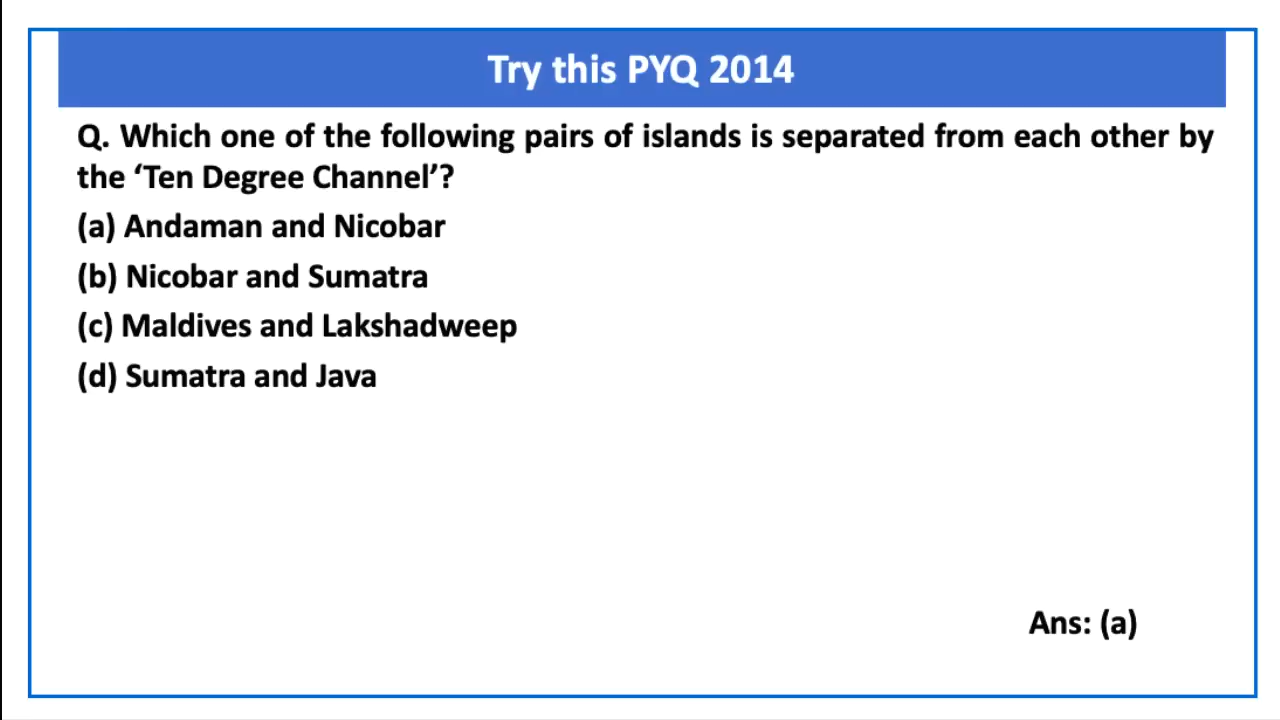 Try this PYQ 2014
Q. Which one of the following pairs of islands is separated from each other by
the ‘Ten Degree Channel’?
(a) Andaman and Nicobar
(b) Nicobar and Sumatra
(c) Maldives and Lakshadweep
(d) Sumatra and Java
Ans: (a)